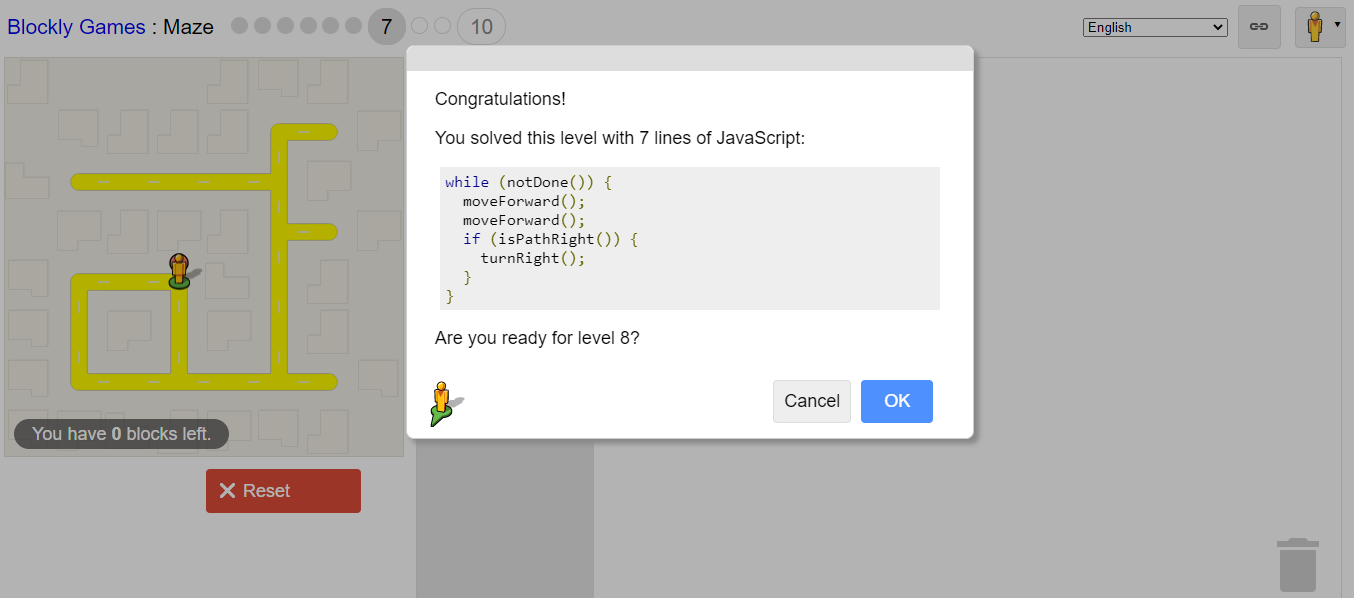 Blockly Games : Maze 7 10 English
Congratulations!
You solved this level with 7 lines of JavaScript:
while (notDone()) {
  moveForward();
  moveForward();
  if (isPathRight()) {
    turnRight();
  }
}
Are you ready for level 8?
Cancel OK
You have 0 blocks left.
Reset